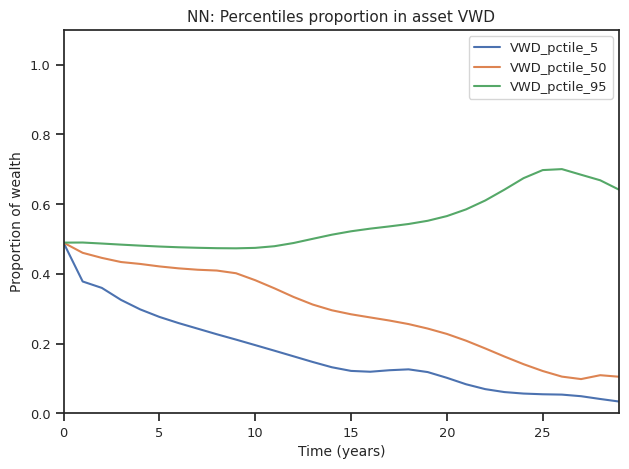 NN: Percentiles proportion in asset VWD
VWD_pctile_5
VWD_pctile_50
VWD_pctile_95
Proportion of wealth
1.0
0.8
0.6
0.4
0.2
0.0
0 5 10 15 20 25
Time (years)